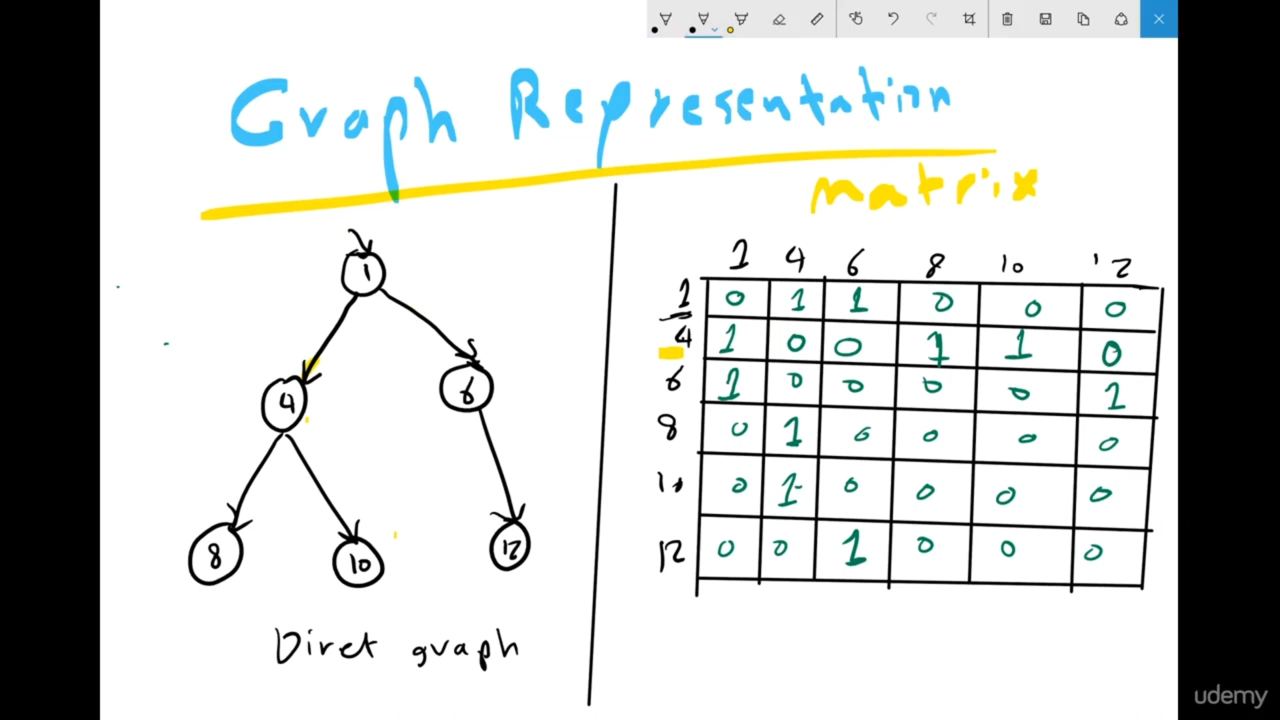 Graph Representation
matrix
1
4 6
8 10 12
Diret graph
1 4 6 8 10 12
1 0 1 1 0 0 0
4 1 0 0 1 1 0
6 1 0 0 0 0 1
8 0 1 0 0 0 0
10 0 1 0 0 0 0
12 0 0 1 0 0 0
udemy